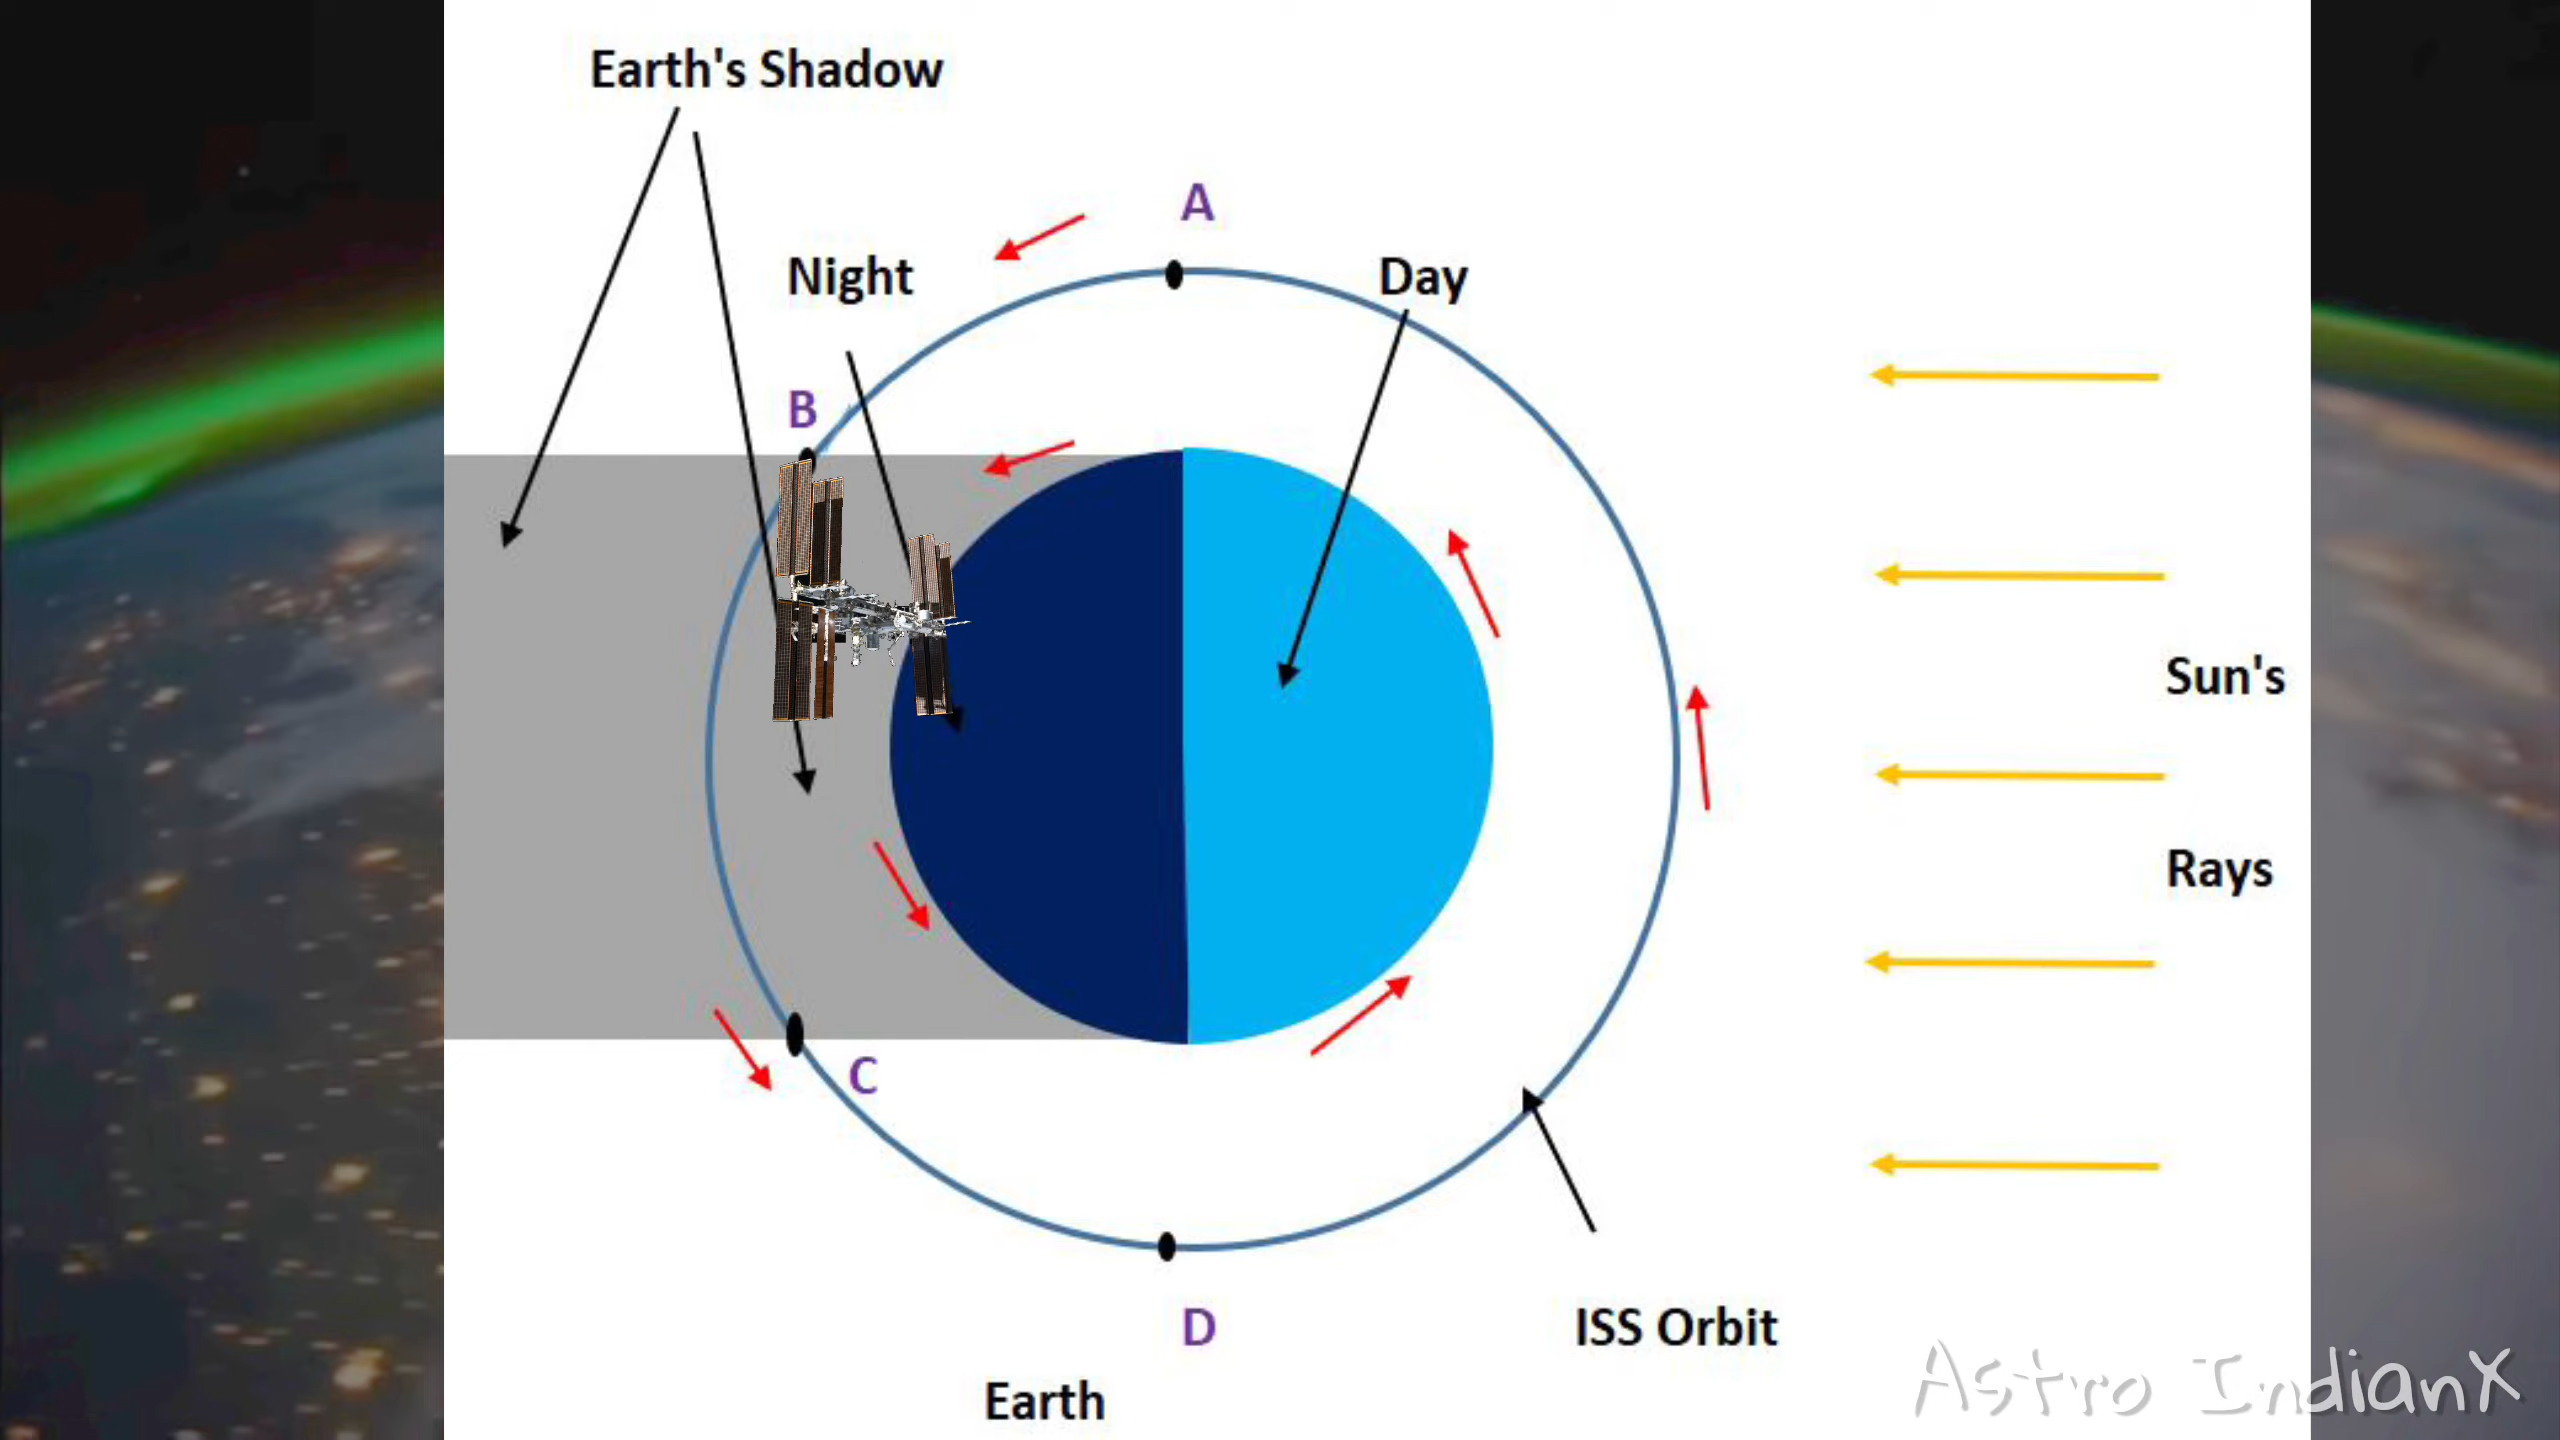 Earth's Shadow
A
Night
Day
B
Sun's
Rays
C
D
ISS Orbit
Earth
Astro IndianX